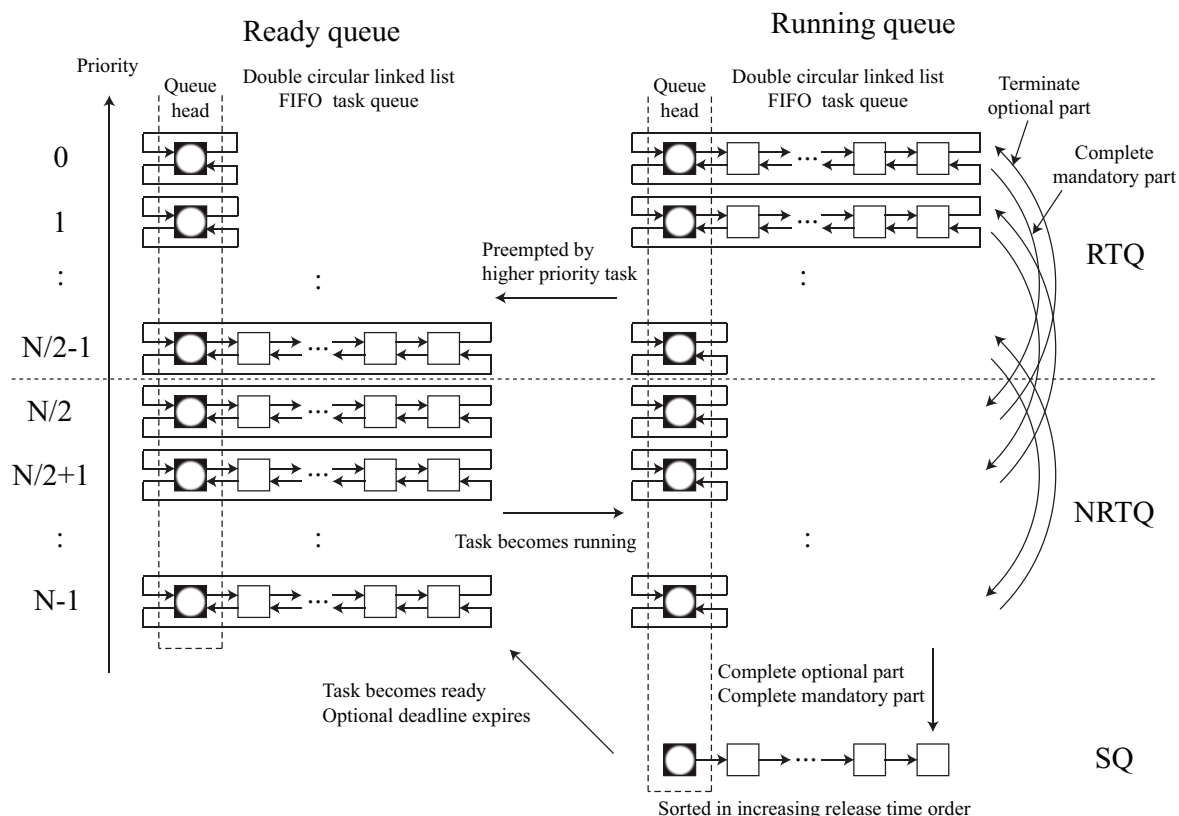 Ready queue
Running queue
Priority
Queue
head
Double circular linked list
FIFO task queue
Queue
head
Double circular linked list
FIFO task queue
Terminate
optional part
Complete
mandatory part
0
1
:
:
:
Preempted by
higher priority task
RTQ
N/2-1
N/2
N/2+1
:
:
:
Task becomes running
NRTQ
N-1
Complete optional part
Complete mandatory part
Task becomes ready
Optional deadline expires
SQ
Sorted in increasing release time order